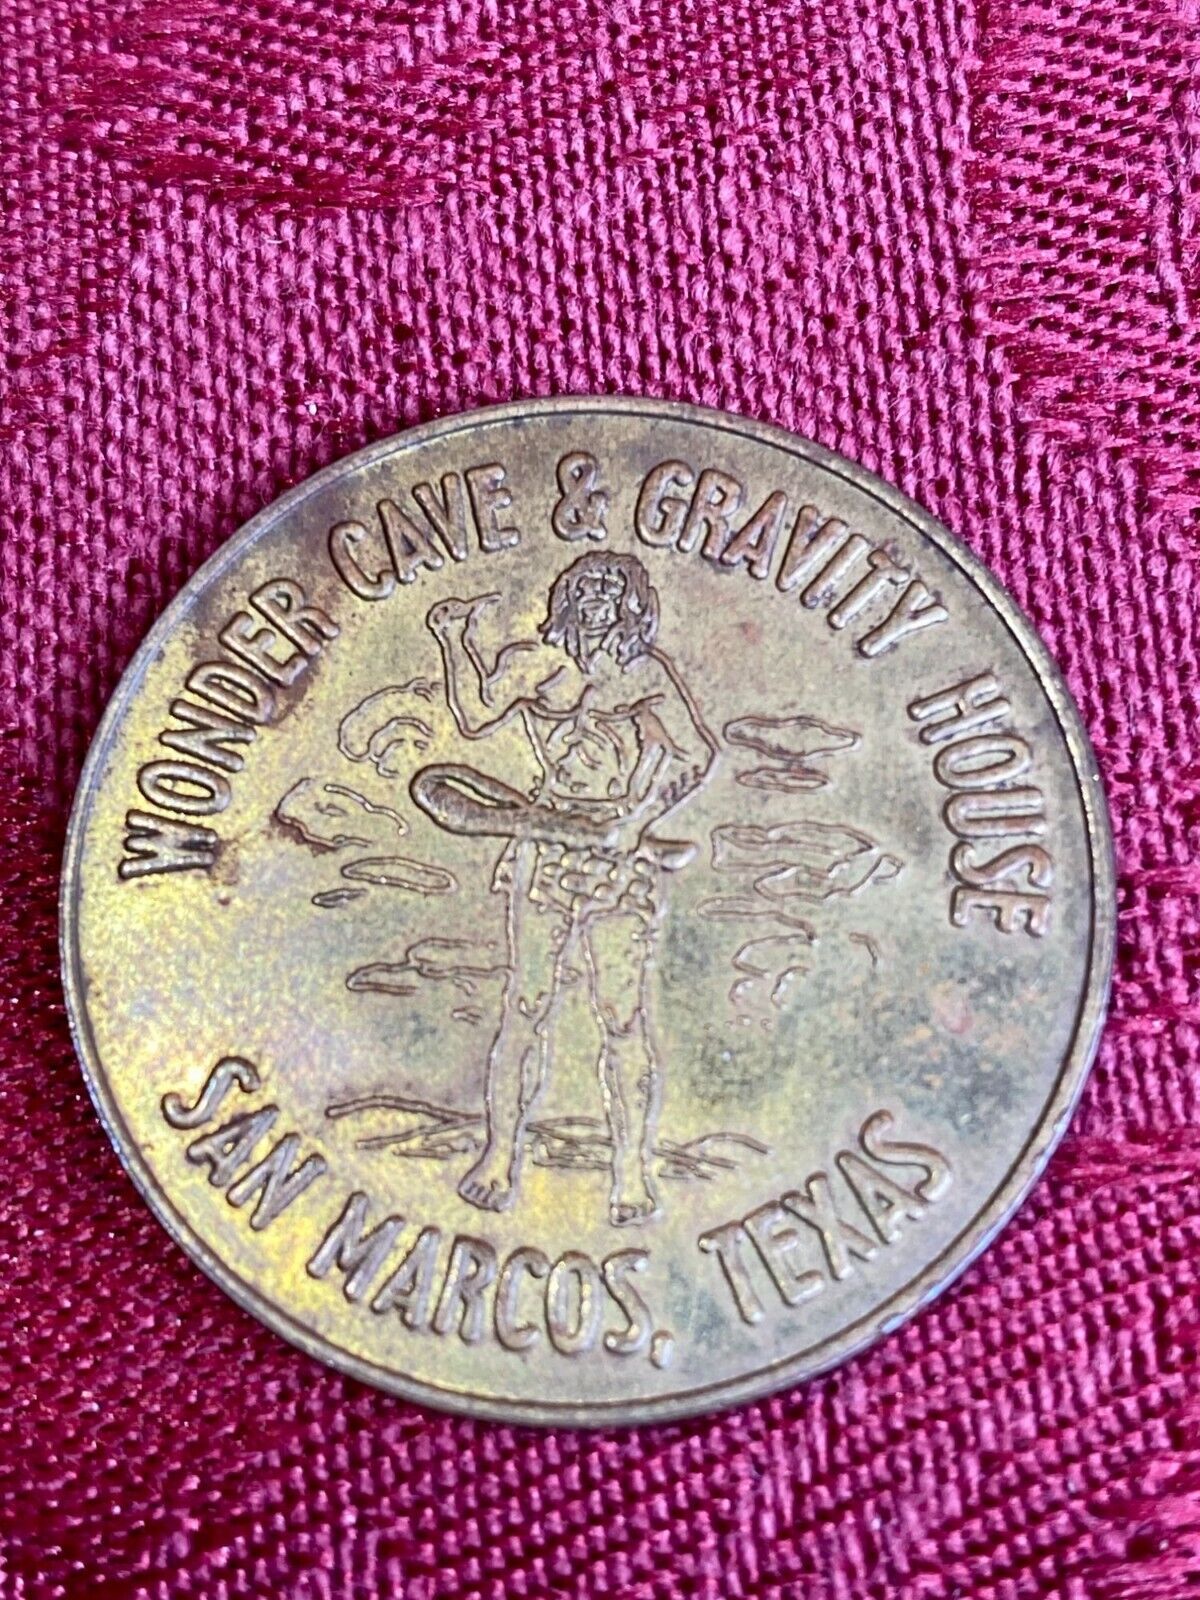 WONDER CAVE & GRAVITY HOUSE
SAN MARCOS, TEXAS